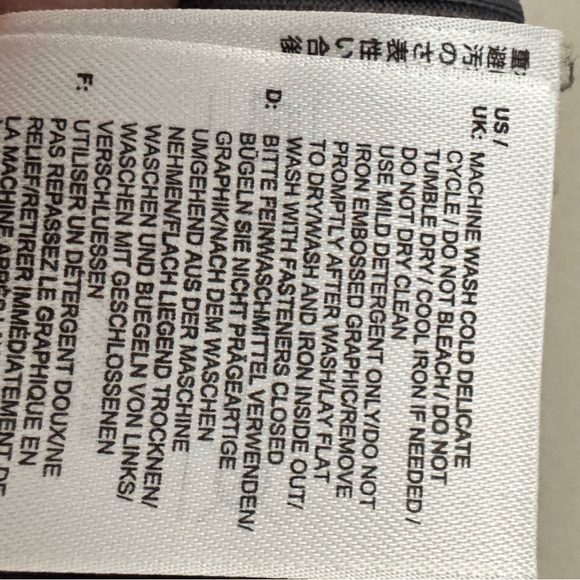 US /
UK: MACHINE WASH COLD DELICATE
CYCLE / DO NOT BLEACH / DO NOT
TUMBLE DRY / COOL IRON IF NEEDED /
DO NOT DRY CLEAN
USE MILD DETERGENT ONLY/DO NOT
IRON EMBOSSED GRAPHIC/REMOVE
PROMPTLY AFTER WASH/LAY FLAT
TO DRY/WASH AND IRON INSIDE OUT/
WASH WITH FASTENERS CLOSED
D: BITTE FEINWASCHMITTEL VERWENDEN/
BÜGELN SIE NICHT PRÄGEARTIGE
GRAPHIK/NACH DEM WASCHEN
UMGEHEND AUS DER MASCHINE
NEHMEN/FLACH LIEGEND TROCKNEN/
WASCHEN UND BUEGELN VON LINKS/
WASCHEN MIT GESCHLOSSENEN
VERSCHLUESSEN
F: UTILISER UN DÉTERGENT DOUX/NE
PAS REPASSEZ LE GRAPHIQUE EN
RELIEF/RETIRER IMMÉDIATEMENT DE
LA MACHINE APRÈS